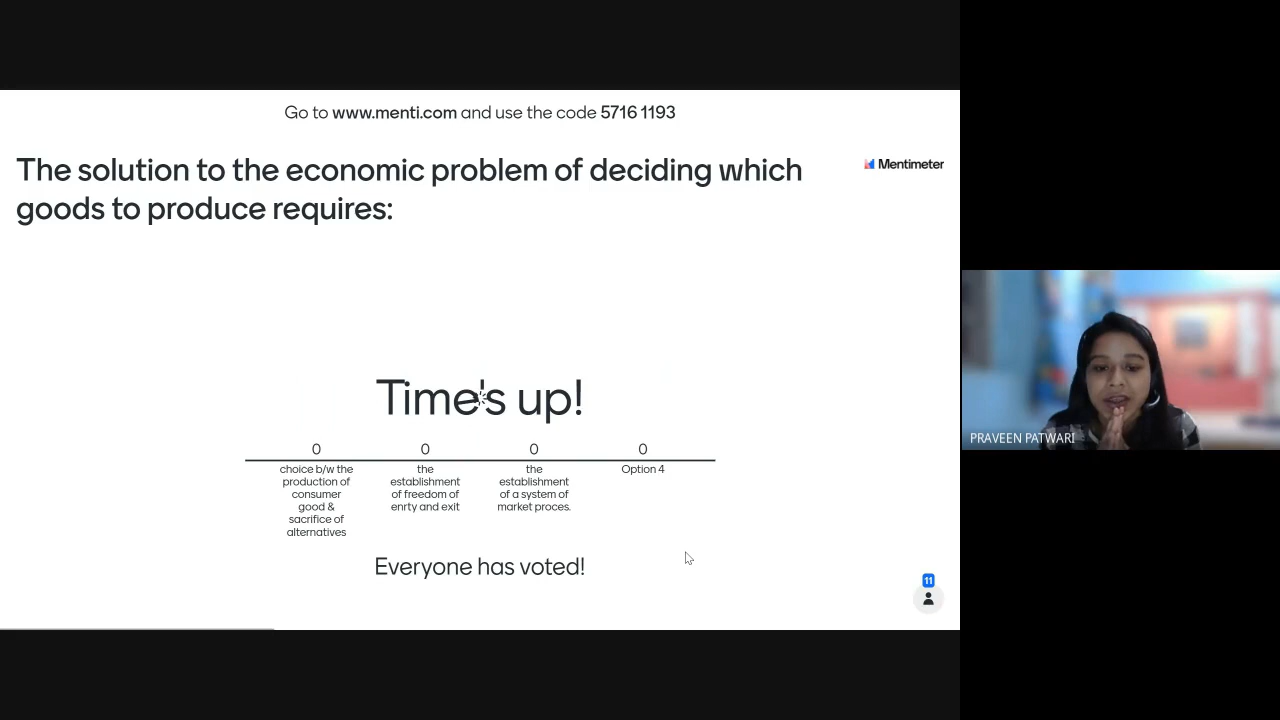 Go to www.menti.com and use the code 5716 1193
The solution to the economic problem of deciding which
goods to produce requires:
Mentimeter
Time's up!
0
0
0
0
choice b/w the
production of
consumer
good &
sacrifice of
alternatives
the
establishment
of freedom of
enrty and exit
the
establishment
of a system of
market proces.
Option 4
Everyone has voted!
11
PRAVEEN PATWARI